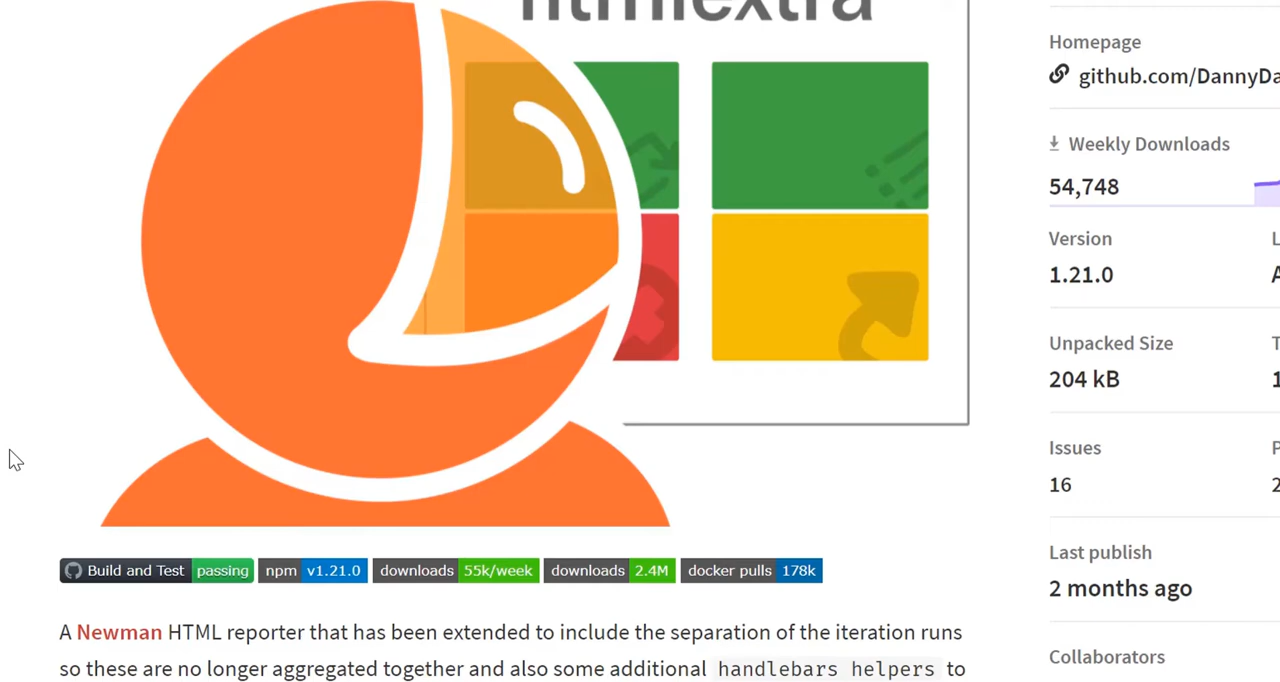 htmlextra
Build and Test passing npm v1.21.0 downloads 55k/week downloads 2.4M docker pulls 178k
A Newman HTML reporter that has been extended to include the separation of the iteration runs
so these are no longer aggregated together and also some additional handlebars helpers to
Homepage
github.com/DannyDa
Weekly Downloads
54,748
Version
1.21.0
Unpacked Size
204 kB
Issues
16
Last publish
2 months ago
Collaborators